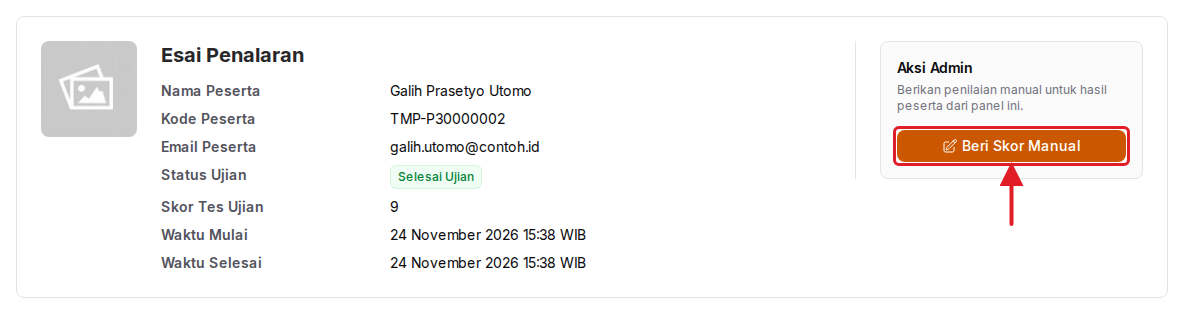 Esai Penalaran
Nama Peserta Galih Prasetyo Utomo
Kode Peserta TMP-P30000002
Email Peserta galih.utomo@contoh.id
Status Ujian Selesai Ujian
Skor Tes Ujian 9
Waktu Mulai 24 November 2026 15:38 WIB
Waktu Selesai 24 November 2026 15:38 WIB
Aksi Admin
Berikan penilaian manual untuk hasil
peserta dari panel ini.
Beri Skor Manual